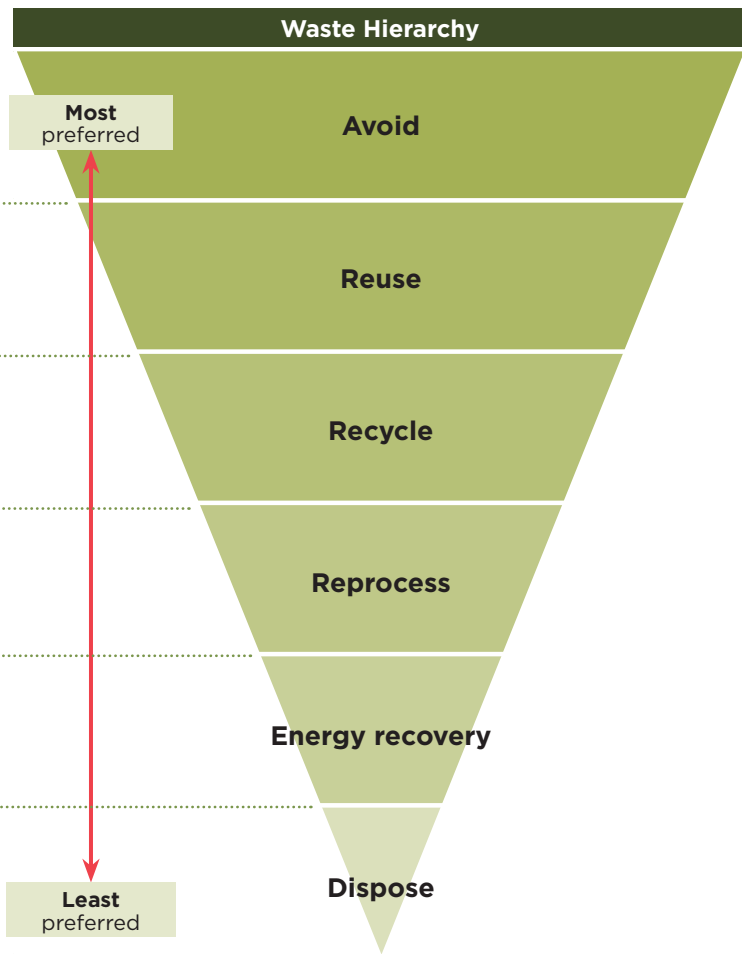 Waste Hierarchy
Most
preferred
Avoid
Reuse
Recycle
Reprocess
Energy recovery
Dispose
Least
preferred